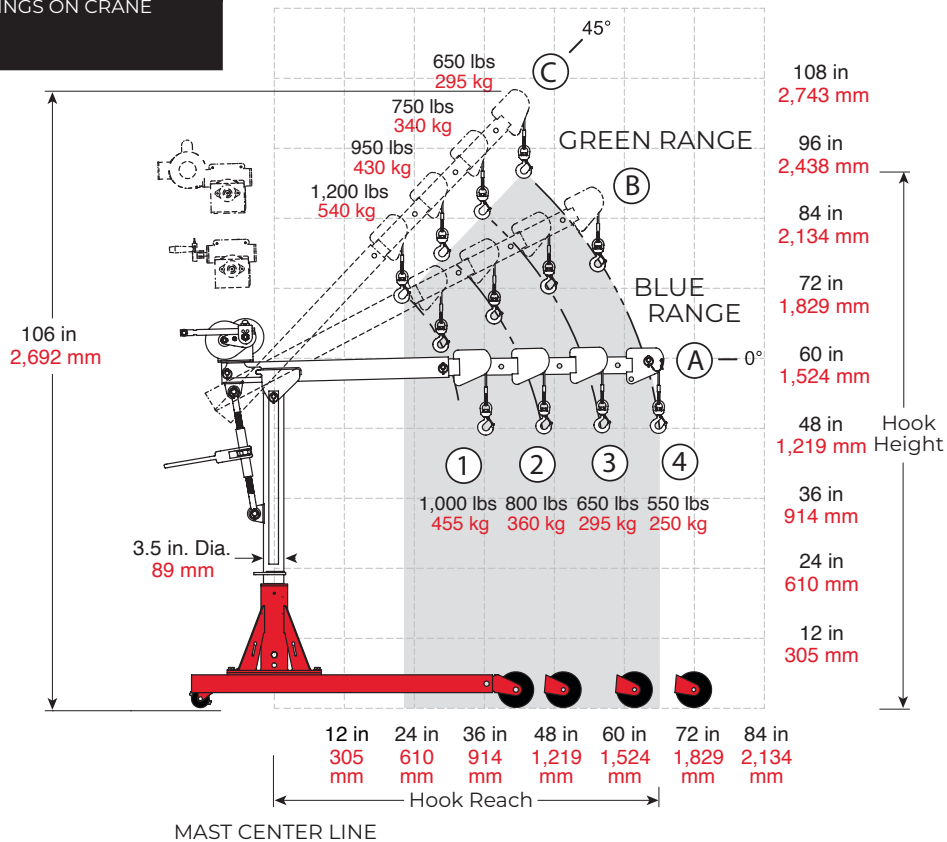 INGS ON CRANE
45°
650 lbs
295 kg
C
750 lbs
340 kg
950 lbs
430 kg
1,200 lbs
540 kg
GREEN RANGE
B
BLUE
RANGE
A
0°
106 in
2,692 mm
108 in
2,743 mm
96 in
2,438 mm
84 in
2,134 mm
72 in
1,829 mm
60 in
1,524 mm
48 in
1,219 mm
36 in
914 mm
24 in
610 mm
12 in
305 mm
Hook
Height
1
2
3
4
1,000 lbs
455 kg
800 lbs
360 kg
650 lbs
295 kg
550 lbs
250 kg
3.5 in. Dia.
89 mm
12 in
305
mm
24 in
610
mm
36 in
914
mm
48 in
1,219
mm
60 in
1,524
mm
72 in
1,829
mm
84 in
2,134
mm
Hook Reach
MAST CENTER LINE